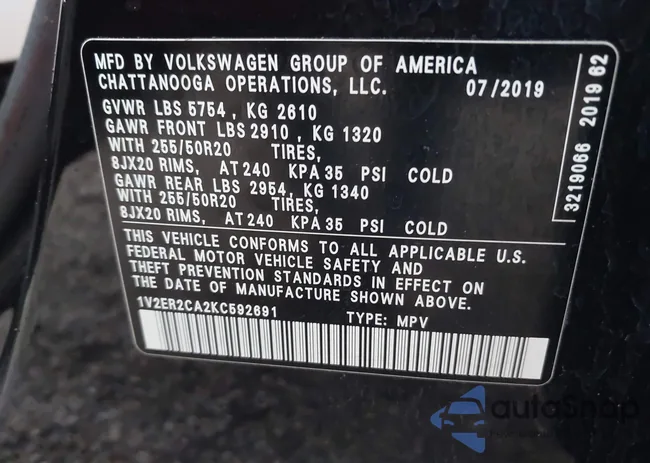 MFD BY VOLKSWAGEN GROUP OF AMERICA
CHATTANOOGA OPERATIONS, LLC. 07/2019
GVWR LBS 5754 , KG 2610
GAWR FRONT LBS 2910 , KG 1320
WITH 255/50R20 TIRES,
8JX20 RIMS, AT 240 KPA 35 PSI COLD
GAWR REAR LBS 2954, KG 1340
WITH 255/50R20 TIRES,
8JX20 RIMS, AT 240 KPA 35 PSI COLD
THIS VEHICLE CONFORMS TO ALL APPLICABLE U.S.
FEDERAL MOTOR VEHICLE SAFETY AND
THEFT PREVENTION STANDARDS IN EFFECT ON
THE DATE OF MANUFACTURE SHOWN ABOVE.
1V2ER2CA2KC592691 TYPE: MPV
3219066 2019 62
autoSnap